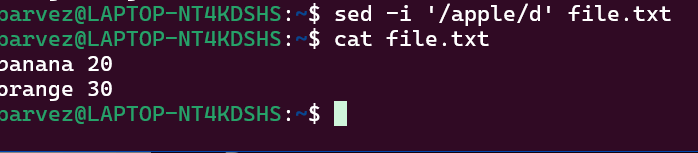 parvez@LAPTOP-NT4KDSHS:~$ sed -i '/apple/d' file.txt
parvez@LAPTOP-NT4KDSHS:~$ cat file.txt
banana 20
orange 30
parvez@LAPTOP-NT4KDSHS:~$